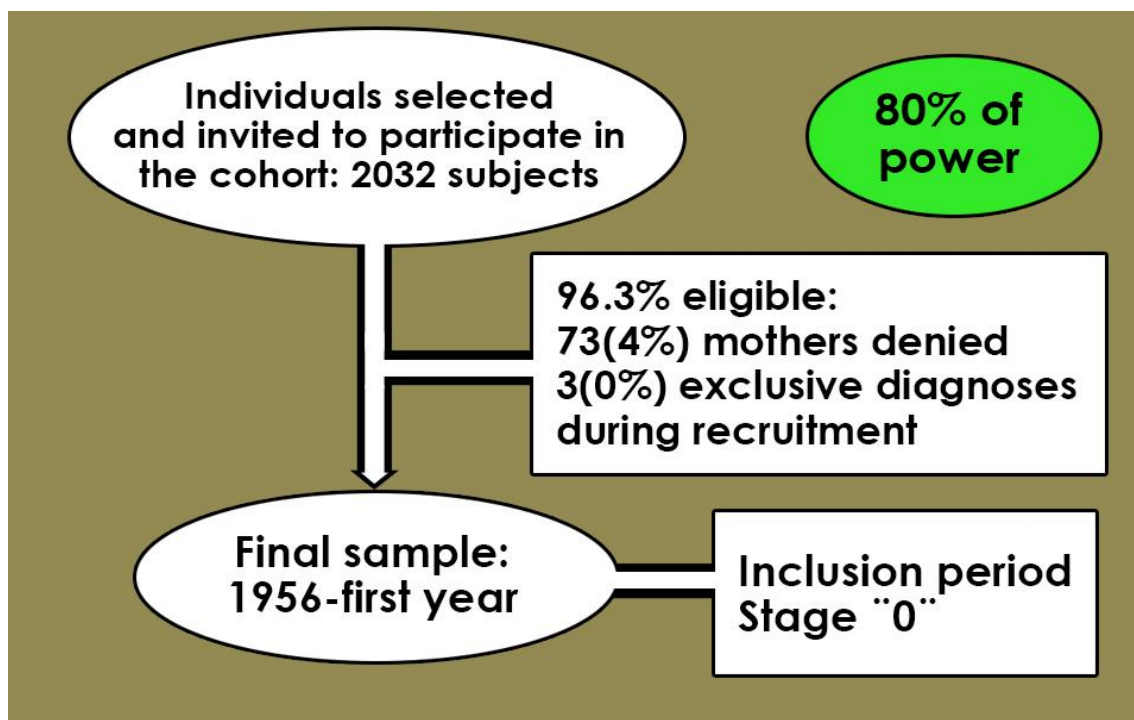 Individuals selected
and invited to participate in
the cohort: 2032 subjects
80% of
power
96.3% eligible:
73(4%) mothers denied
3(0%) exclusive diagnoses
during recruitment
Final sample:
1956-first year
Inclusion period
Stage ¨0¨